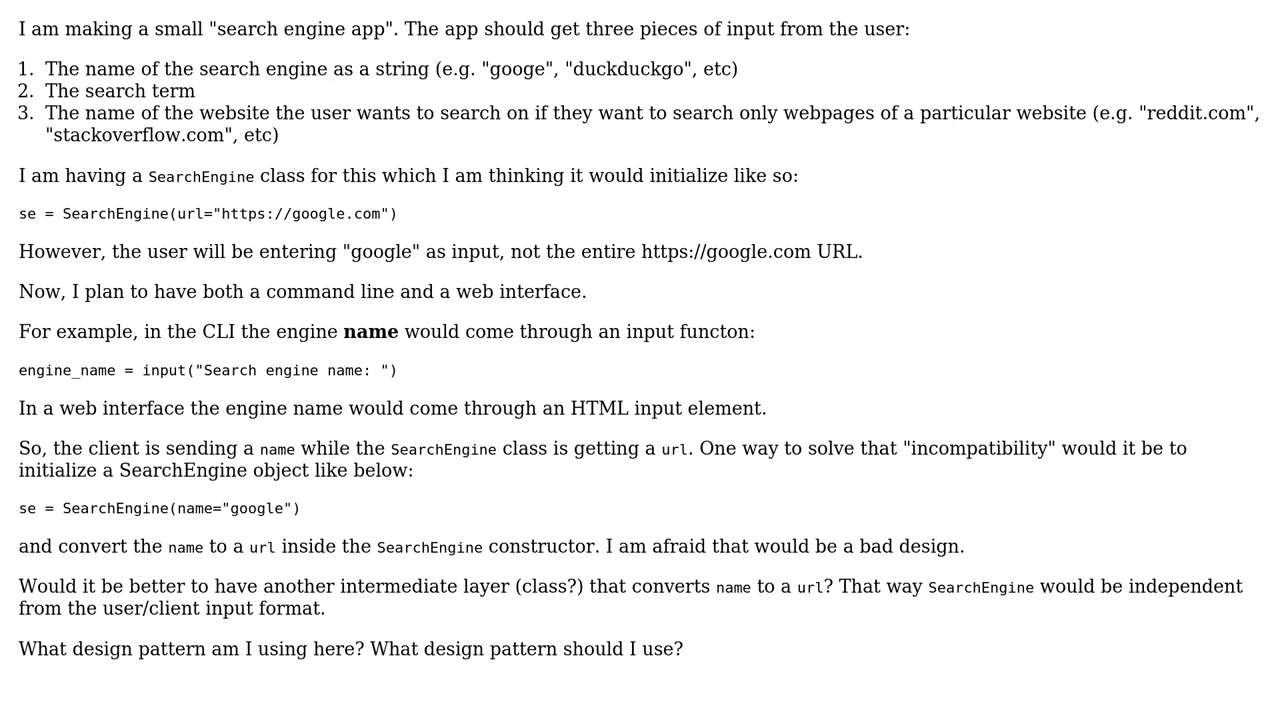 I am making a small "search engine app". The app should get three pieces of input from the user:
1. The name of the search engine as a string (e.g. "googe", "duckduckgo", etc)
2. The search term
3. The name of the website the user wants to search on if they want to search only webpages of a particular website (e.g. "reddit.com",
"stackoverflow.com", etc)
I am having a SearchEngine class for this which I am thinking it would initialize like so:
se = SearchEngine(url="https://google.com")
However, the user will be entering "google" as input, not the entire https://google.com URL.
Now, I plan to have both a command line and a web interface.
For example, in the CLI the engine name would come through an input functon:
engine_name = input("Search engine name: ")
In a web interface the engine name would come through an HTML input element.
So, the client is sending a name while the SearchEngine class is getting a url. One way to solve that "incompatibility" would it be to
initialize a SearchEngine object like below:
se = SearchEngine(name="google")
and convert the name to a url inside the SearchEngine constructor. I am afraid that would be a bad design.
Would it be better to have another intermediate layer (class?) that converts name to a url? That way SearchEngine would be independent
from the user/client input format.
What design pattern am I using here? What design pattern should I use?